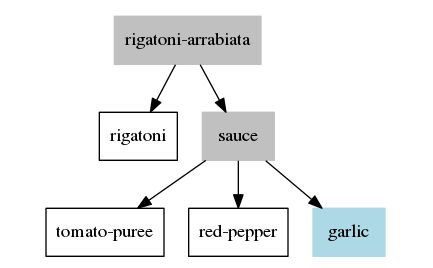 rigatoni-arrabiata
rigatoni
sauce
tomato-puree
red-pepper
garlic